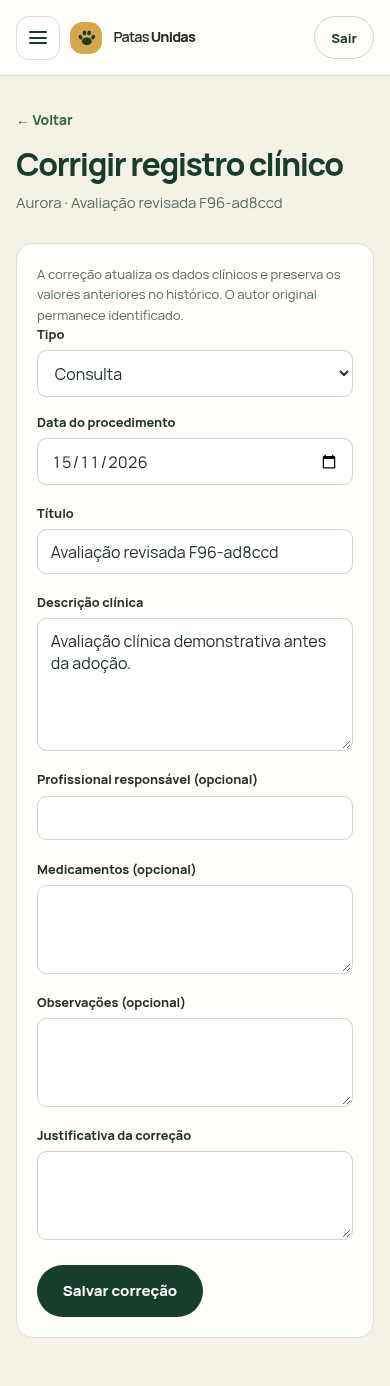 Patas Unidas
Sair
← Voltar
Corrigir registro clínico
Aurora · Avaliação revisada F96-ad8ccd
A correção atualiza os dados clínicos e preserva os
valores anteriores no histórico. O autor original
permanece identificado.
Tipo
Consulta
Data do procedimento
15/11/2026
Título
Avaliação revisada F96-ad8ccd
Descrição clínica
Avaliação clínica demonstrativa antes
da adoção.
Profissional responsável (opcional)
Medicamentos (opcional)
Observações (opcional)
Justificativa da correção
Salvar correção